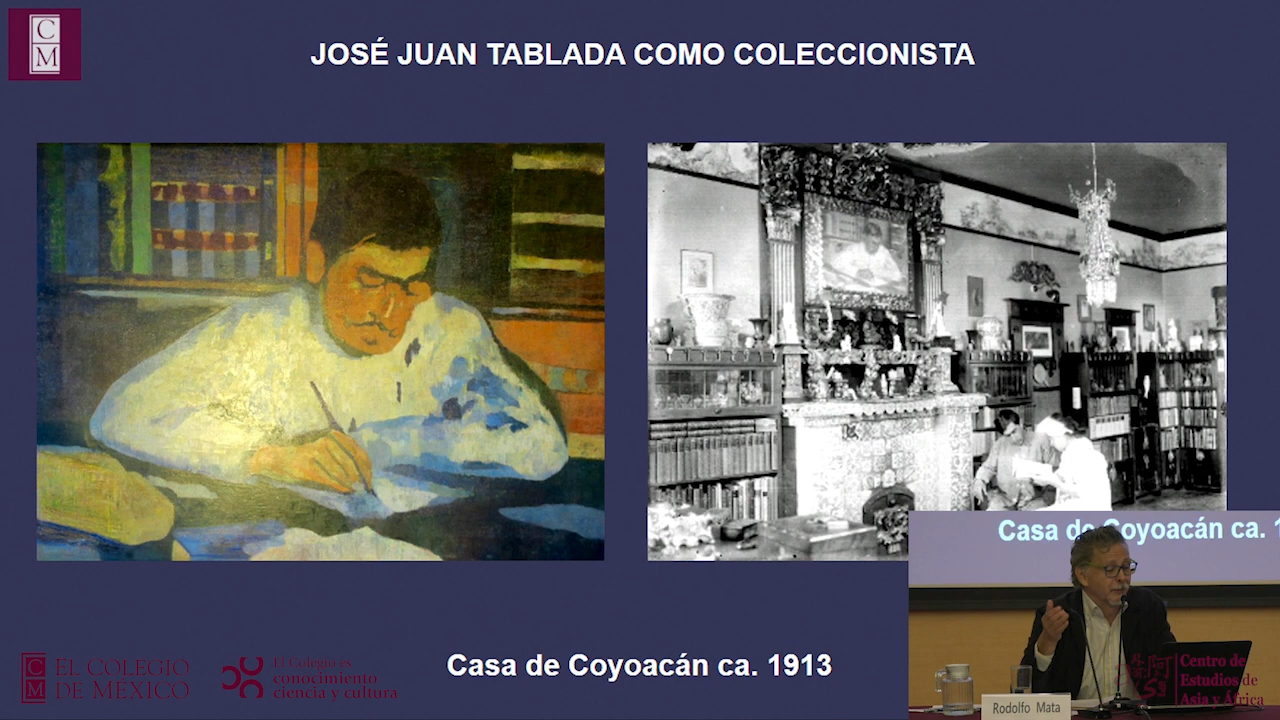 C
M
JOSÉ JUAN TABLADA COMO COLECCIONISTA
Casa de Coyoacán ca. 1
C
M
EL COLEGIO
DE MÉXICO
El Colegio es
conocimiento
ciencia y cultura
Casa de Coyoacán ca. 1913
Rodolfo Mata
Centro de
Estudios de
Asia y África